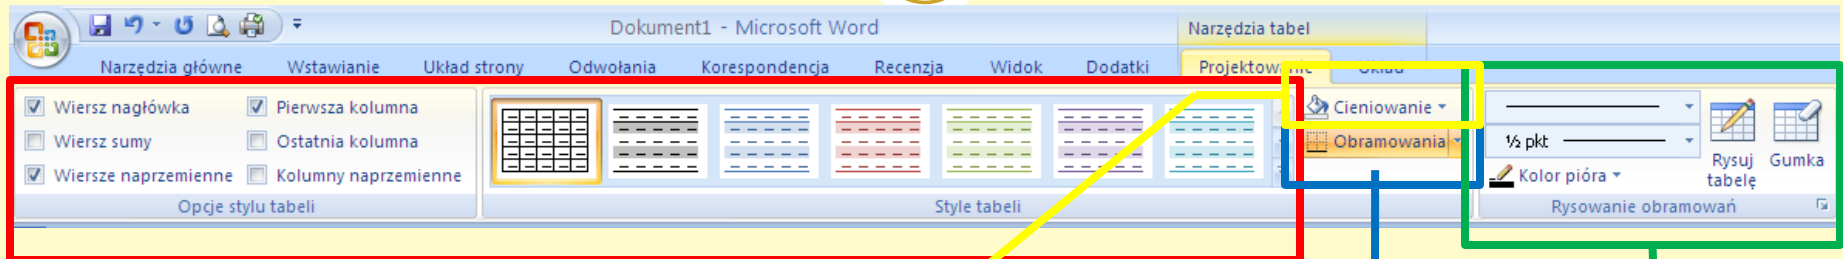 Dokument1 - Microsoft Word
Narzędzia tabel
Narzędzia główne Wstawianie Układ strony Odwołania Korespondencja Recenzja Widok Dodatki Projektowanie Układ
Wiersz nagłówka Pierwsza kolumna
Cieniowanie
Wiersz sumy Ostatnia kolumna
Obramowania
½ pkt
Wiersze naprzemienne Kolumny naprzemienne
Kolor pióra
Rysuj tabelę
Gumka
Opcje stylu tabeli
Style tabeli
Rysowanie obramowań